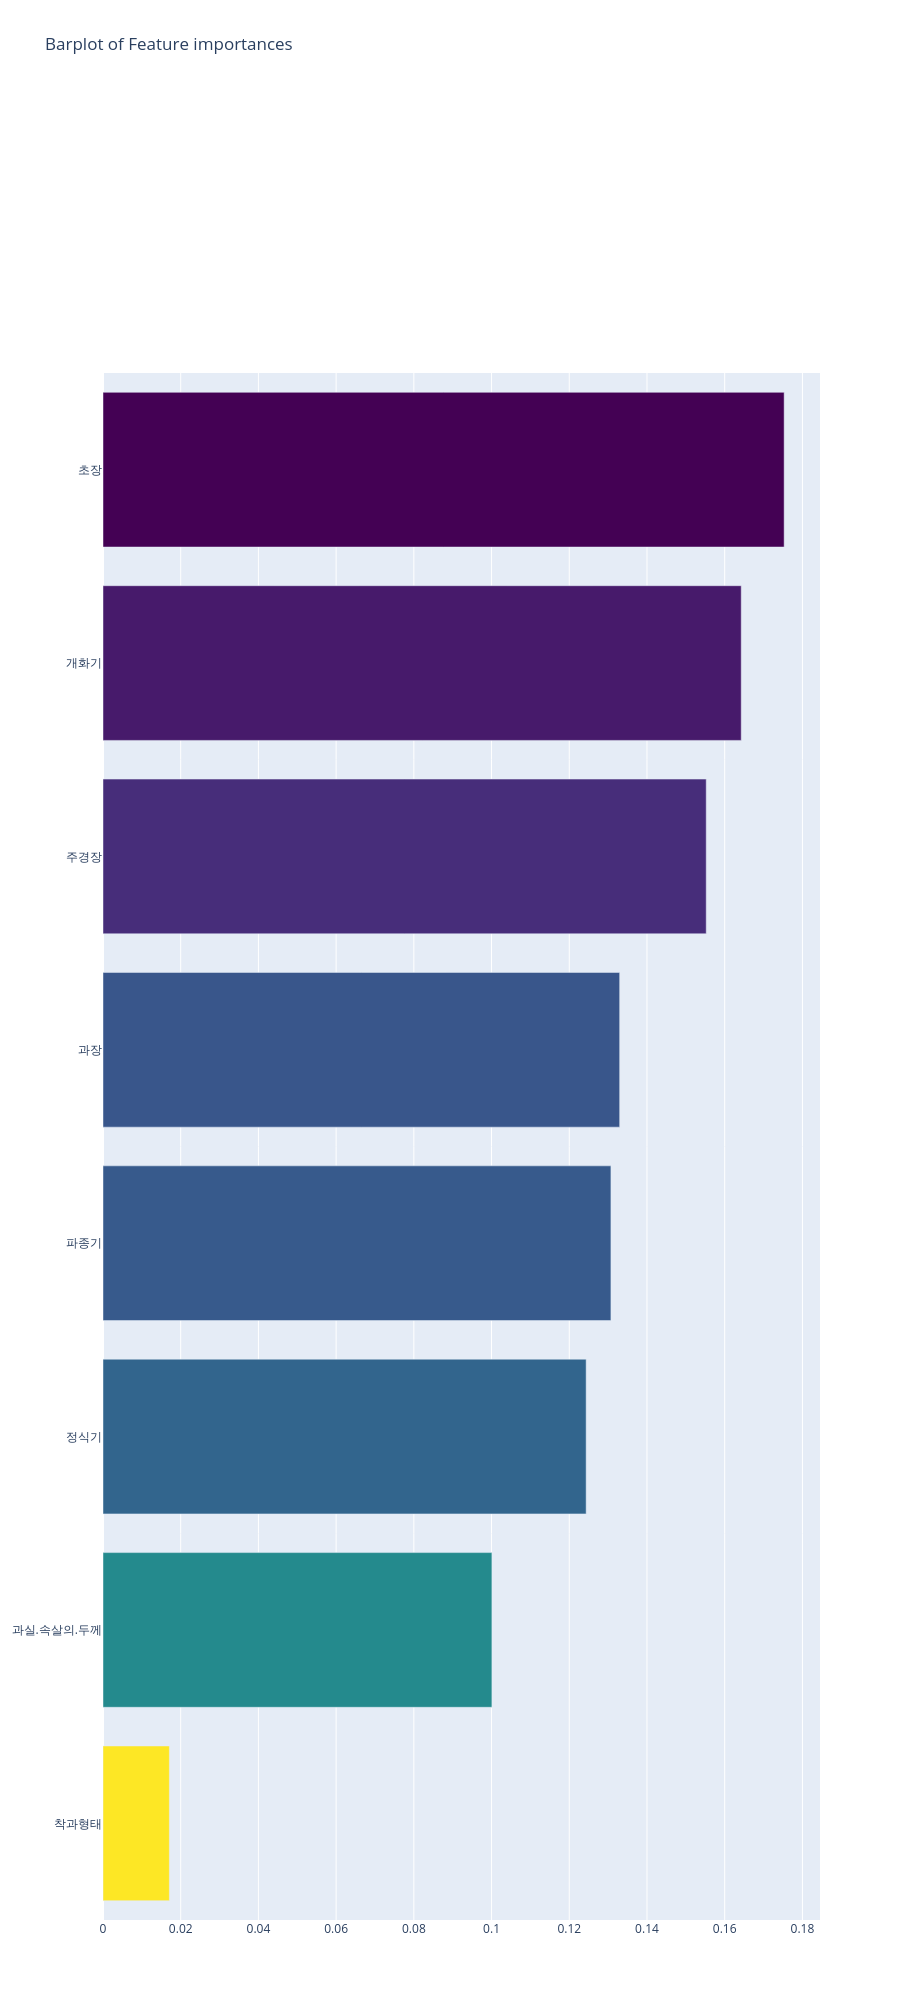 Barplot of Feature importances
초장
개화기
주경장
과장
파종기
정식기
과실.속살의.두께
착과형태
0 0.02 0.04 0.06 0.08 0.1 0.12 0.14 0.16 0.18